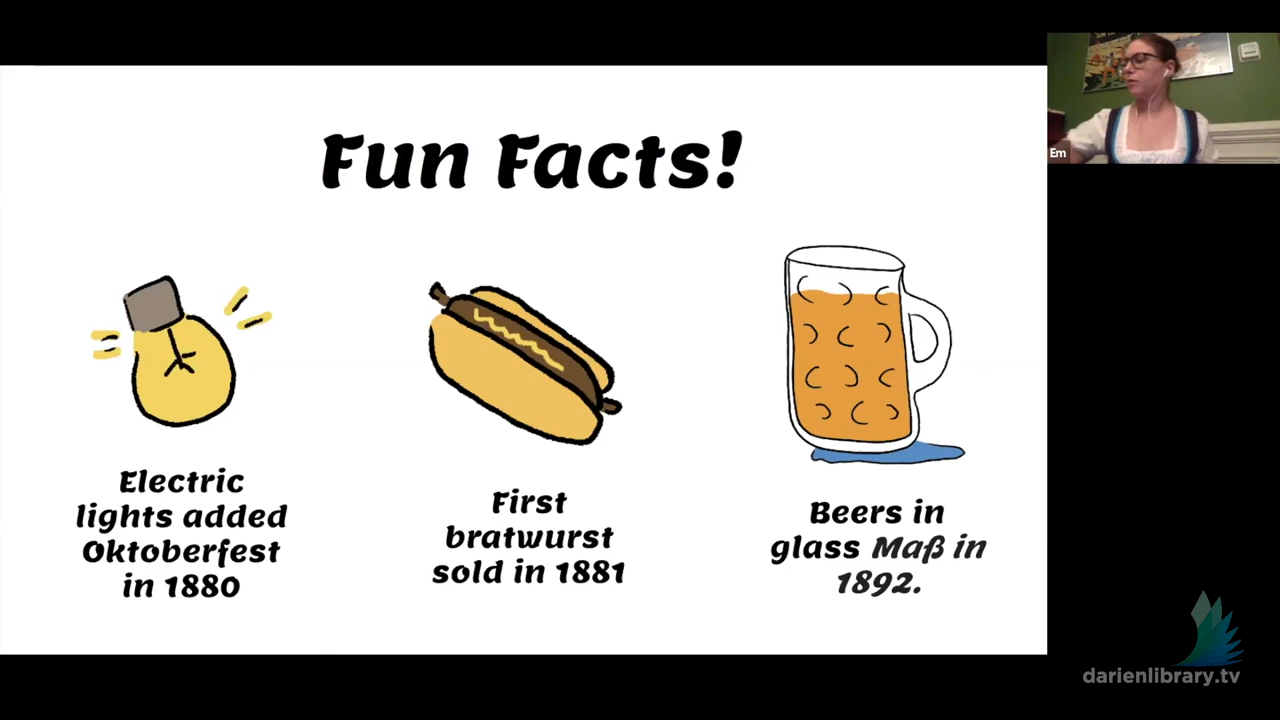 Fun Facts!
Electric
lights added
Oktoberfest
in 1880
First
bratwurst
sold in 1881
Beers in
glass Maß in
1892.
Em
darienlibrary.tv